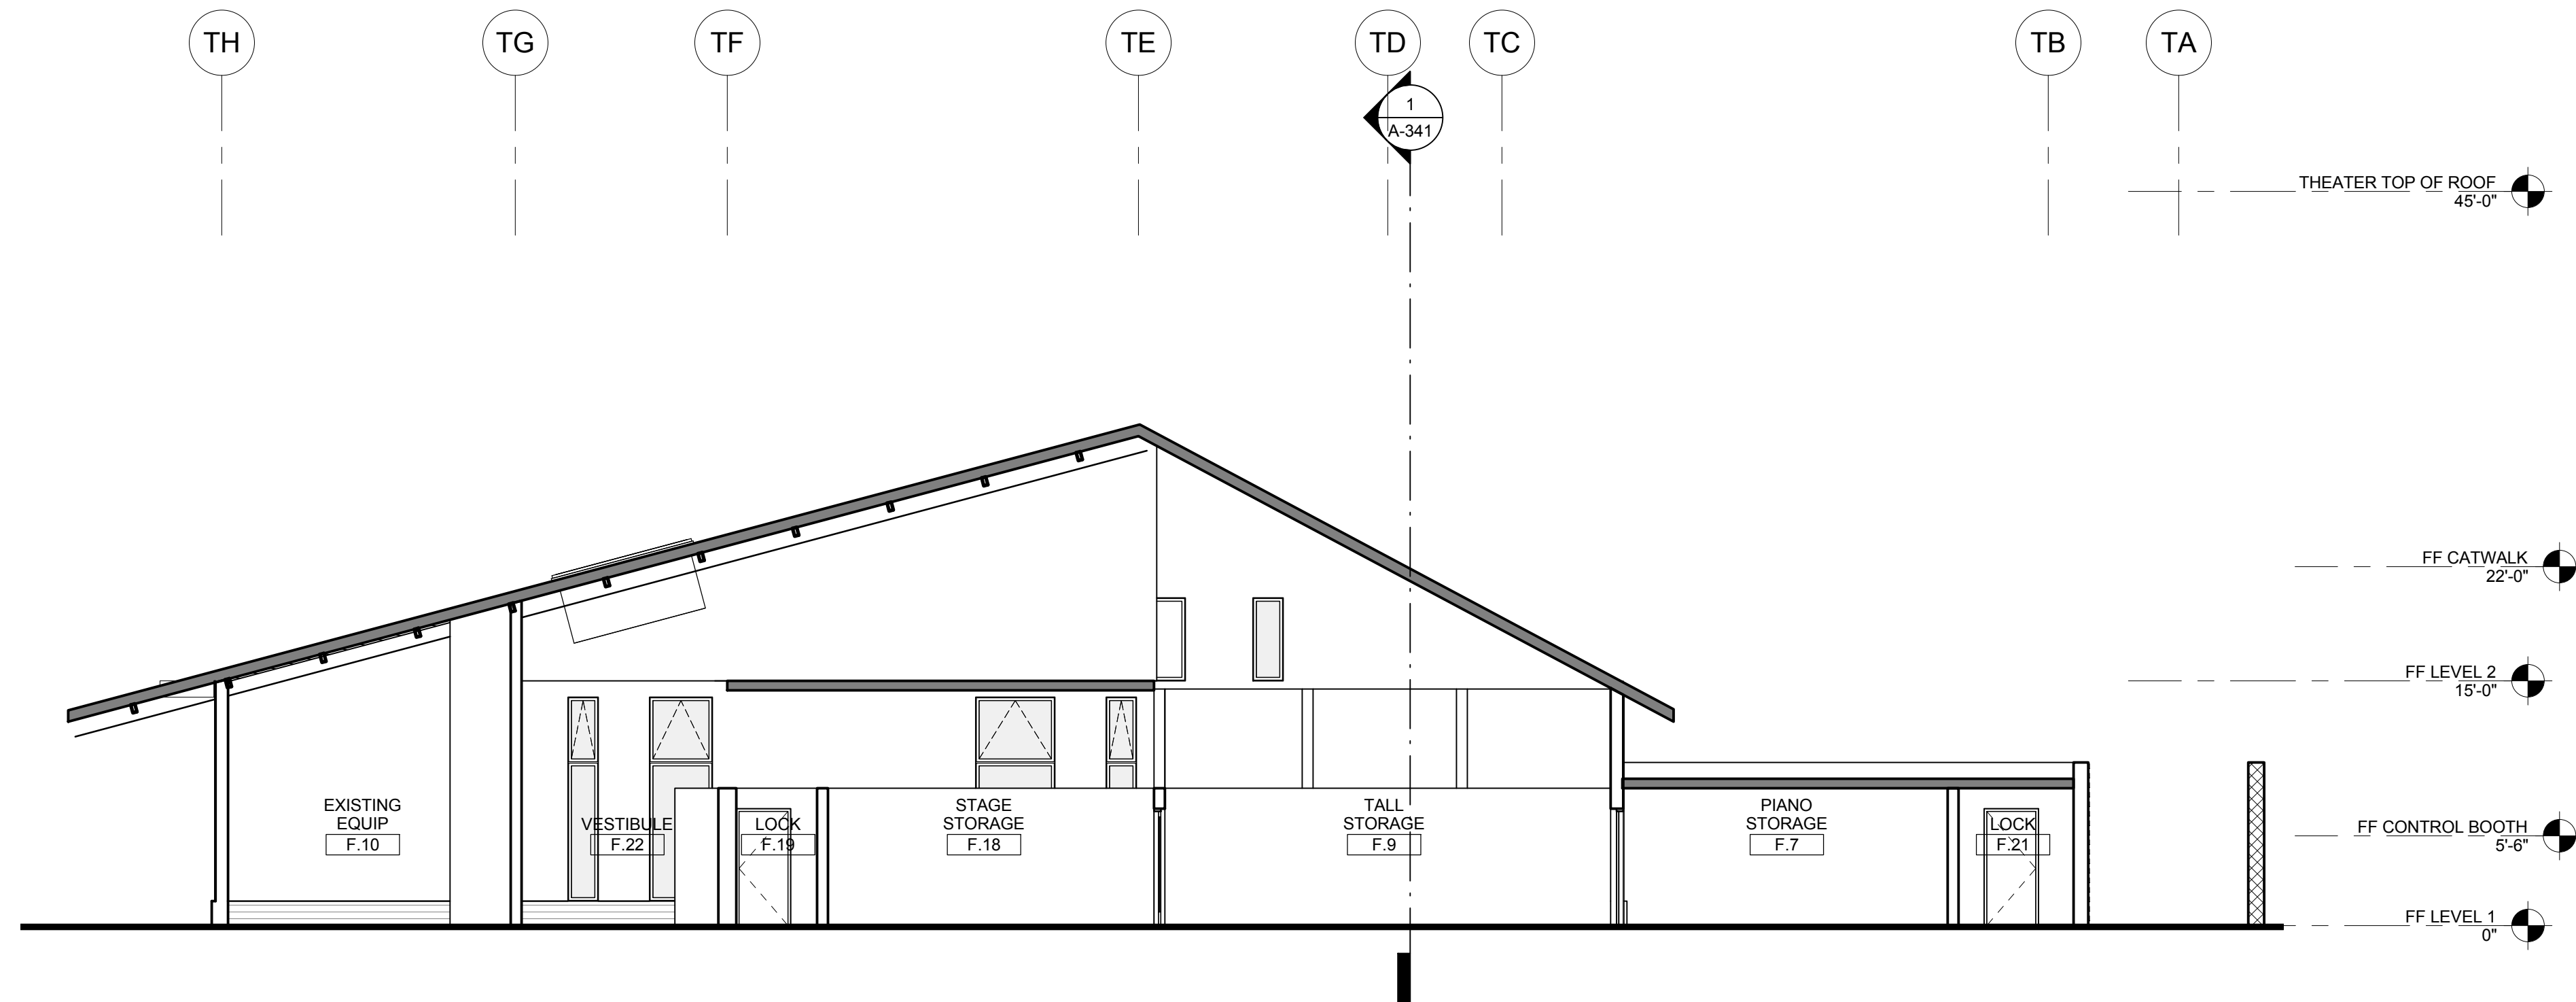 TH
TG
TF
TE
TD
TC
TB
TA
1
A-341
THEATER TOP OF ROOF
45'-0"
FF CATWALK
22'-0"
FF LEVEL 2
15'-0"
EXISTING
EQUIP
F.10
VESTIBULE
F.22
LOCK
F.19
STAGE
STORAGE
F.18
TALL
STORAGE
F.9
PIANO
STORAGE
F.7
LOCK
F.21
FF CONTROL BOOTH
5'-6"
FF LEVEL 1
0"